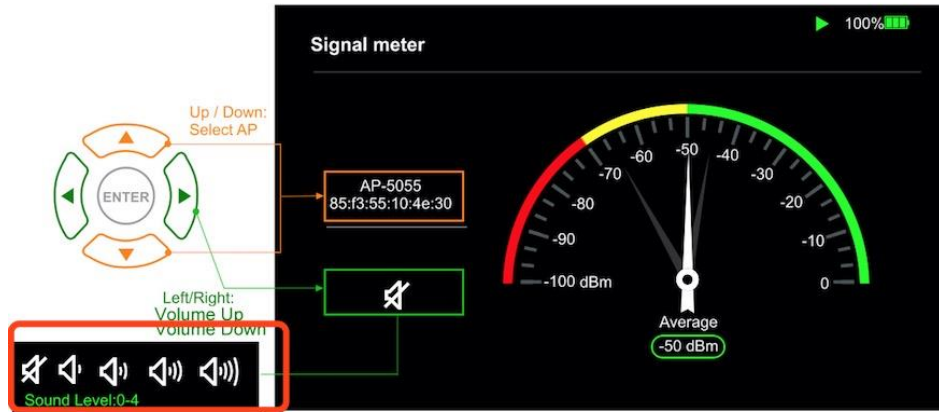 Signal meter
100%
Up / Down:
Select AP
ENTER
AP-5055
85:f3:55:10:4e:30
Left/Right:
Volume Up
Volume Down
Sound Level:0-4
-100 dBm
-90
-80
-70
-60
-50
-40
-30
-20
-10
0
Average
-50 dBm